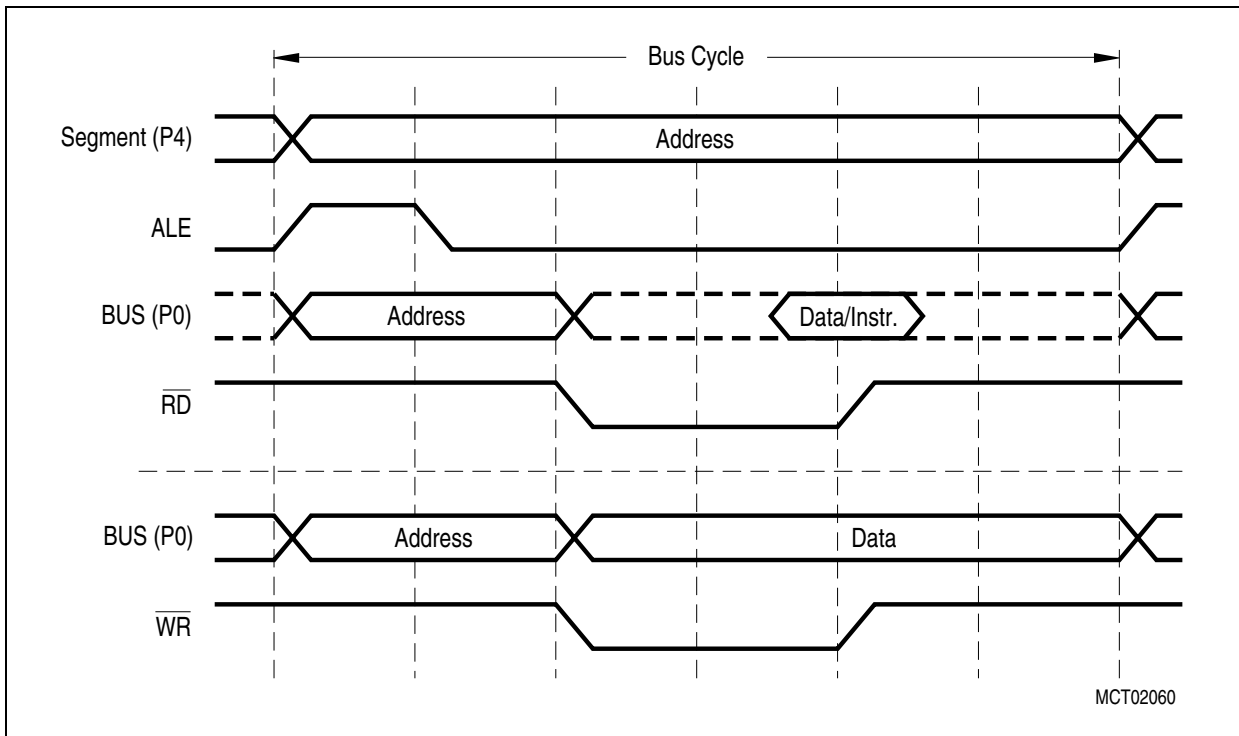 Bus Cycle
Segment (P4)
Address
ALE
BUS (P0)
Address
Data/Instr.
RD
BUS (P0)
Address
Data
WR
MCT02060